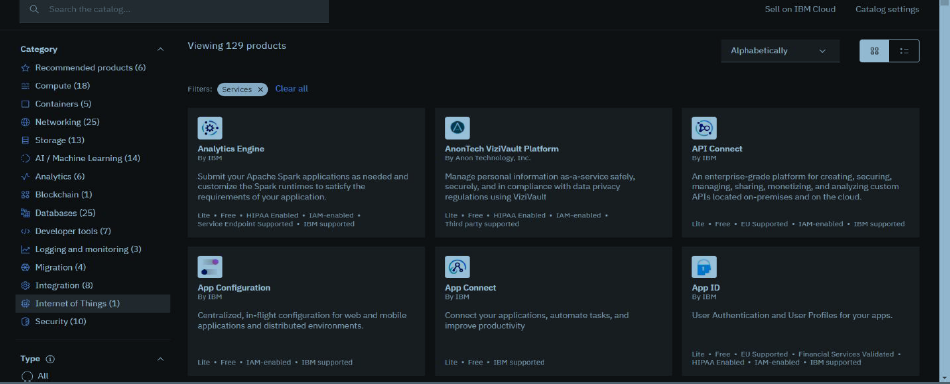 Search the catalog...
Sell on IBM Cloud
Catalog settings
Category
Recommended products (6)
Compute (18)
Containers (5)
Networking (25)
Storage (13)
AI / Machine Learning (14)
Analytics (6)
Blockchain (1)
Databases (25)
Developer tools (7)
Logging and monitoring (3)
Migration (4)
Integration (8)
Internet of Things (1)
Security (10)
Type
All
Viewing 129 products
Alphabetically
Filters: Services × Clear all
Analytics Engine
By IBM
Submit your Apache Spark applications as needed and
customize the Spark runtimes to satisfy the
requirements of your application.
Lite • Free • HIPAA Enabled • IAM-enabled •
Service Endpoint Supported • IBM supported
AnonTech ViziVault Platform
By Anon Technology, Inc.
Manage personal information as-a-service safely,
securely, and in compliance with data privacy
regulations using ViziVault
Lite • Free • HIPAA Enabled • IAM-enabled •
Third party supported
API Connect
By IBM
An enterprise-grade platform for creating, securing,
managing, sharing, monetizing, and analyzing custom
APIs located on-premises and on the cloud.
Lite • Free • EU Supported • IAM-enabled • IBM supported
App Configuration
By IBM
Centralized, in-flight configuration for web and mobile
applications and distributed environments.
Lite • Free • IAM-enabled • IBM supported
App Connect
By IBM
Connect your applications, automate tasks, and
improve productivity
Lite • Free • IBM supported
App ID
By IBM
User Authentication and User Profiles for your apps.
Lite • Free • EU Supported • Financial Services Validated •
HIPAA Enabled • IAM-enabled • IBM supported